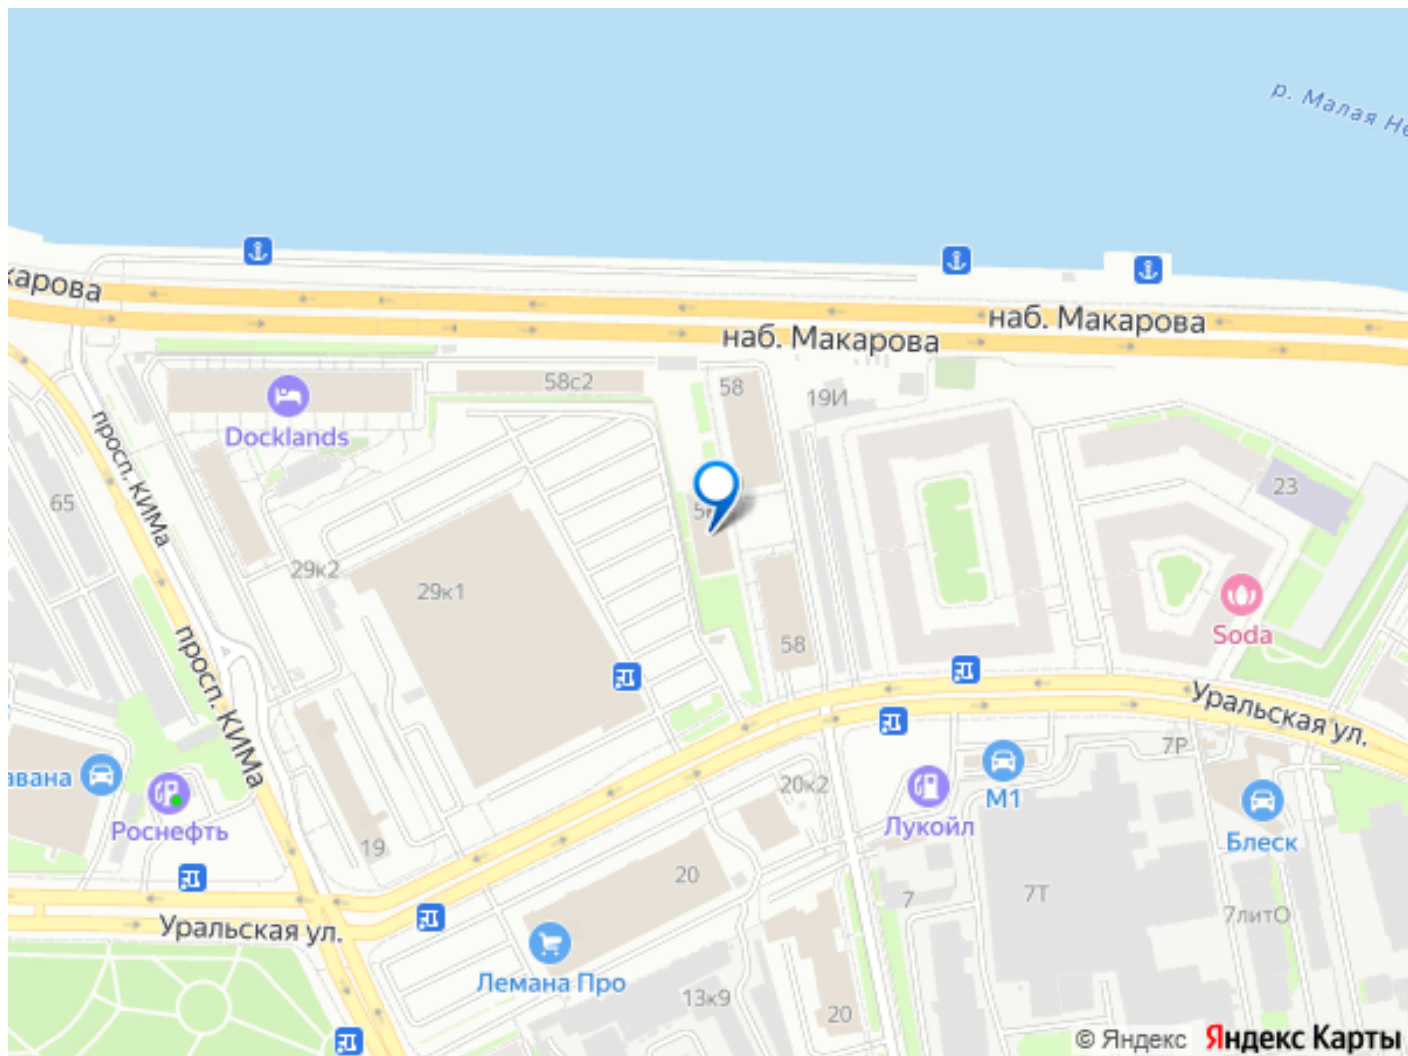 р. Малая Не
карова
наб. Макарова
наб. Макарова
58с2
58
19И
Docklands
просп. КИМа
65
23
29к2
29к1
Soda
58
просп. КИМа
Уральская ул.
7Р
авана
М1
20к2
Роснефть
Лукойл
Блеск
19
20
7
7Т
7литО
Уральская ул.
Лемана Про
13к9
20
© Яндекс Яндекс Карты